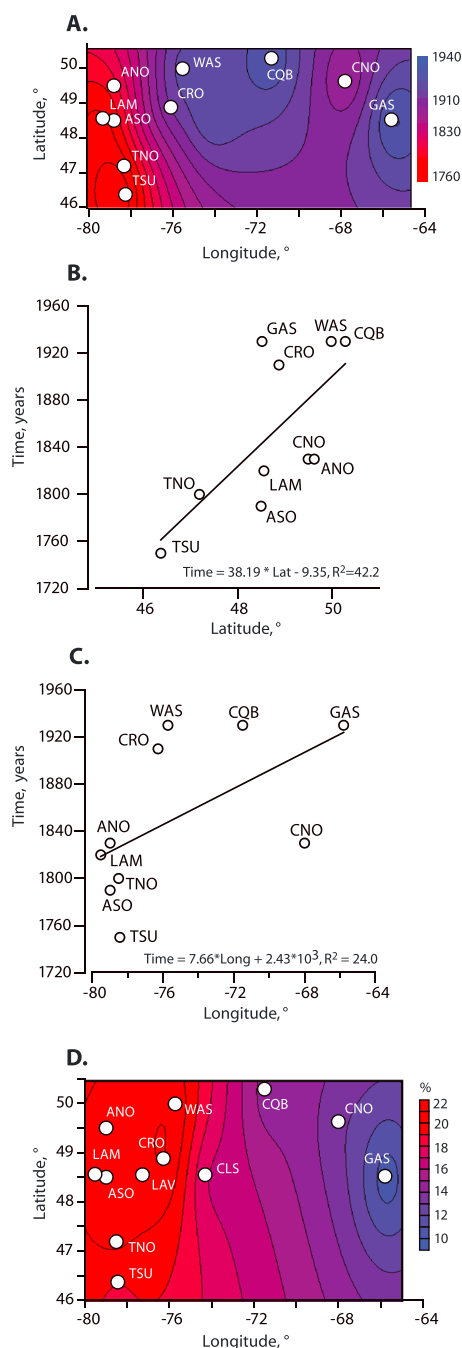 A.
50
49
48
47
46
Latitude, °
ANO
WAS
CQB
CNO
LAM
ASO
CRO
GAS
TNO
TSU
1940
1910
1830
1760
-80
-76
-72
-68
-64
Longitude, °
B.
1960
1920
1840
1800
1760
1720
Time, years
GAS
WAS
CQB
CRO
CNO
ANO
TNO
LAM
ASO
TSU
Time = 38.19 * Lat - 9.35, R2=42.2
46
48
50
Latitude, °
C.
1960
1920
1840
1800
1760
1720
Time, years
WAS
CQB
GAS
CRO
ANO
CNO
LAM
TNO
ASO
TSU
Time = 7.66*Long + 2.43*10³, R² = 24.0
-80
-76
-72
-68
-64
Longitude, °
D.
50
49
48
47
46
Latitude, °
ANO
WAS
CQB
CNO
LAM
CRO
CLS
GAS
ASO
LAV
TNO
TSU
%
22
20
18
16
14
12
10
-80
-76
-72
-68
-64
Longitude, °